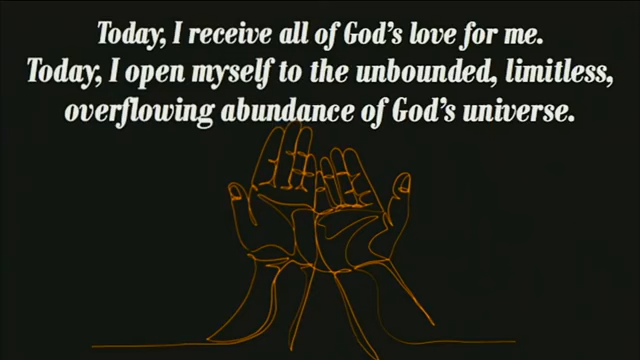 Today, I receive all of God's love for me.
Today, I open myself to the unbounded, limitless,
overflowing abundance of God's universe.